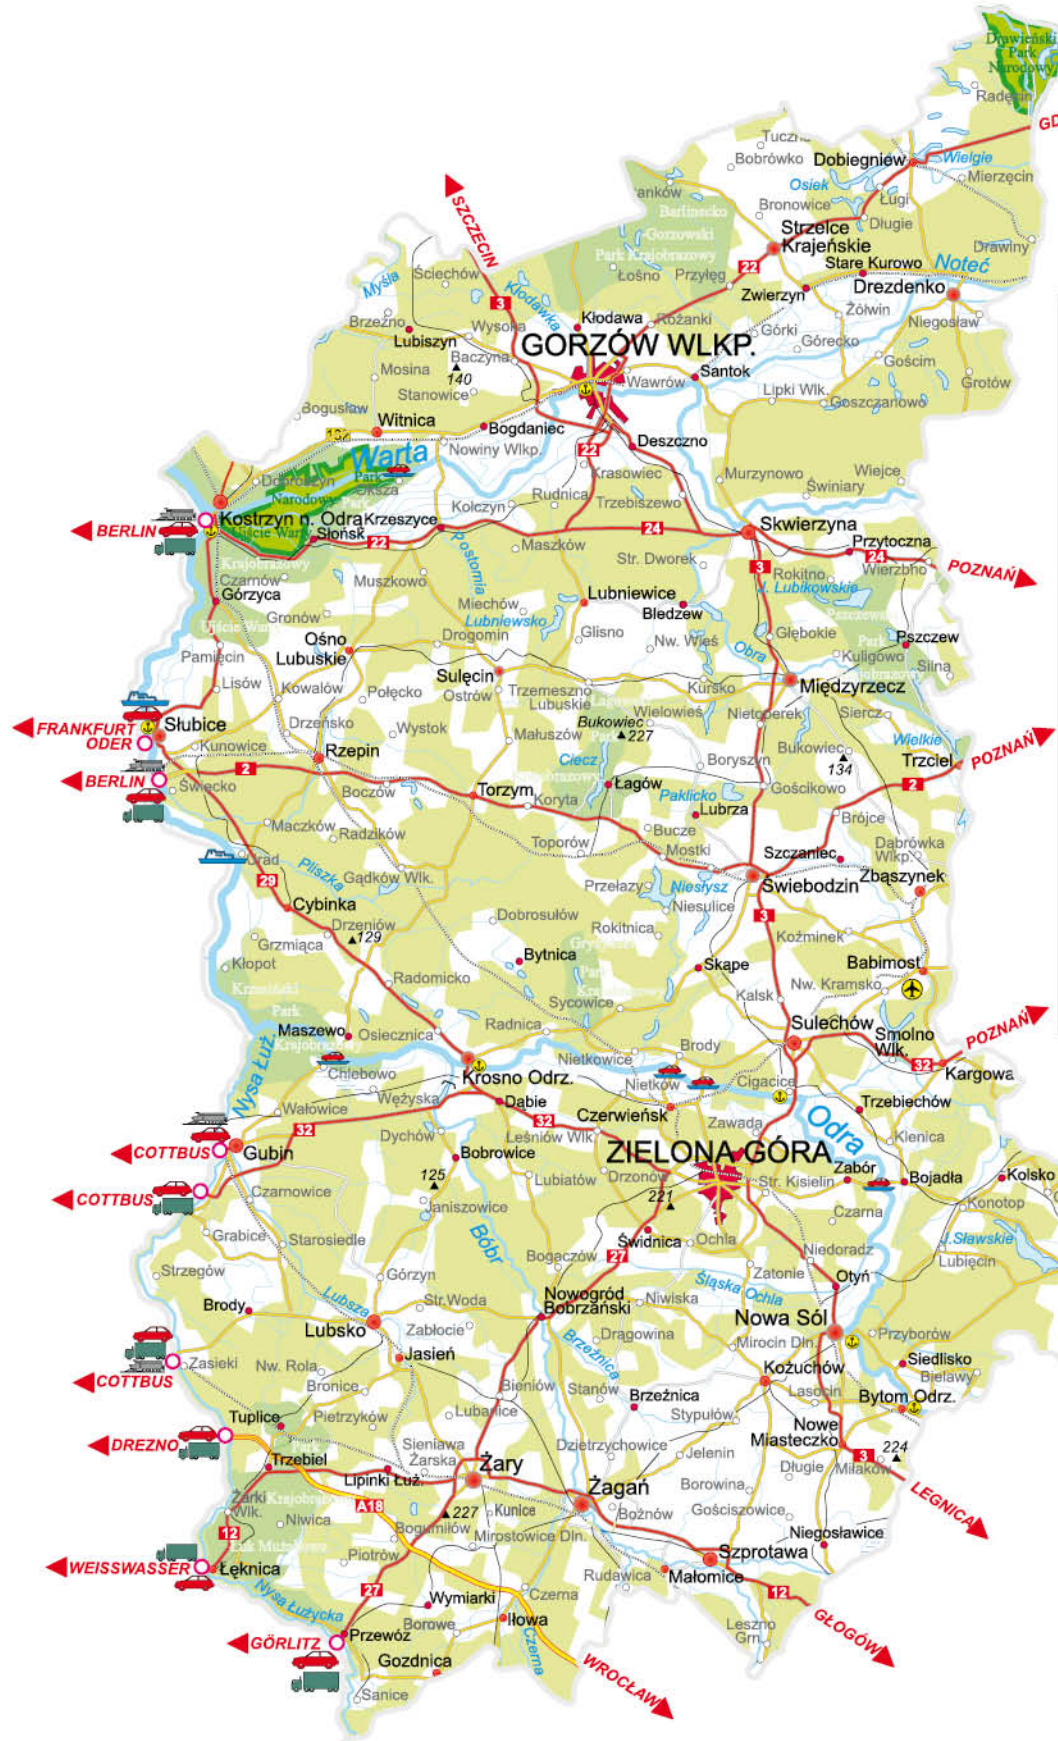 Drawieński
Park
Narodowy
Radęcin
Tuczn
Bobrówko
Dobiegniew
Wielgie
Mierzęcin
Osiek
Ługi
Bronowice
Długie
Barlinecko
Gorzowski
Park Krajobrazowy
Strzelce
Krajeńskie
Drawiny
SZCZECIN
Myśla
Ściechów
Kłodawka
Łośno
Przyłęg
22
Stare Kurowo
Noteć
Zwierzyn
Drezdenko
3
Brzeźno
Lubiszyn
Wysoka
Kłodawa
Różanki
Żółwin
Niegosław
Górki
Górecko
Baczyna
GORZÓW WLKP.
Gościm
Mosina
140
Stanowice
Wawrów
Santok
Grotów
Lipki Wlk.
Goszczanowo
Bogusław
Witnica
Bogdaniec
Deszczno
Nowiny Wlkp.
Warta
22
Krasowiec
Murzynowo
Wiejce
Świniary
Park
Narodowy
Ujście Warty
Rudnica
Trzebiszewo
Kołczyn
Kostrzyn n. Odrą
Krzeszyce
Słońsk
22
24
Skwierzyna
Przytoczna
24
Wierzbno
BERLIN
POZNAŃ
Krajobrazowy
Czarnów
Górzyca
Postomia
Maszków
Str. Dworek
3
Rokitno
J. Lubikowskie
Muszkowo
Gronów
Miechów
Lubniewsko
Lubniewice
Bledzew
Glisno
Nw. Wieś
Głębokie
Pszczew
Park
Kuligowo
Silna
Ośno
Lubuskie
Drogomin
Obra
Pamięcin
Lisów
Kowalów
Połęcko
Sulęcin
Ostrów
Trzemeszno
Lubuskie
Kursko
Międzyrzecz
Słubice
Drzeńsko
Wystok
Małuszów
Bukowiec
227
Park
Wielowieś
Nietoperek
Siercz
Wielkie
Trzciel
FRANKFURT
ODER
Kunowice
Rzepin
Ciecz
Boryszyn
Bukowiec
134
POZNAŃ
BERLIN
Świecko
2
Boczów
Torzym
Koryta
Łagów
Paklicko
Lubrza
Gościkowo
2
Brójce
Maczków
Radzików
Toporów
Bucze
Mostki
Szczaniec
Dąbrówka
Wlkp.
Urad
Pliszka
Gądków Wlk.
Przełazy
Niesłysz
Niesulice
Świebodzin
Zbąszynek
29
Cybinka
Drzeniów
129
Dobrosułów
Rokitnica
3
Koźminek
Grzmiąca
Kłopot
Krzesiński
Park
Krajobrazowy
Radomicko
Bytnica
Park
Skąpe
Babimost
Nw. Kramsko
Kalsk
Sycowice
Maszewo
Osiecznica
Radnica
Brody
Sulechów
Smolno
Wlk.
POZNAŃ
Nysa Łuż.
Chlebowo
Krosno Odrz.
Nietkowice
Nietków
Cigacice
32
Kargowa
Wężyska
Dąbie
Wałowice
32
Dychów
32
Leśniów Wlk
Czerwieńsk
Odra
Trzebiechów
Zawada
Klenica
COTTBUS
Gubin
Bobrowice
ZIELONA GÓRA
Zabór
Bojadła
Kolsko
COTTBUS
Czarnowice
125
Lubiatów
Drzonów
221
Str. Kisielin
Konotop
Janiszowice
Czarna
Grabice
Starosiedle
Bóbr
Świdnica
27
Ochla
Niedoradz
J.Sławskie
Bogaczów
Lubięcin
Strzegów
Górzyn
Śląska Ochla
Zatonie
Otyń
Brody
Lubsza
Str.Woda
Nowogród
Bobrzański
Niwiska
Nowa Sól
Lubsko
Zabłocie
Drągowina
Mirocin Dln.
Przyborów
Brzeźnica
Zasieki
Nw. Rola
Jasień
Kożuchów
Siedlisko
Bielawy
COTTBUS
Bronice
Bieniów
Stanów
Brzeźnica
Lasocin
Bytom Odrz.
Tuplice
Pietrzyków
Lubanice
Stypułów
Nowe
Miasteczko
DREZNO
Park
Krajobrazowy
Łuk Mużakowa
Trzebiel
Sieniawa
Żarska
Dzietrzychowice
Jelenin
3
224
Miłaków
Lipinki Łuż.
Żary
Żagań
Borowina
Długie
Żarki
Wlk.
A18
Kunice
227
Gościszowice
LEGNICA
12
Niwica
Bogumiłów
Mirostowice Dln.
Bożnów
Niegosławice
WEISSWASSER
Łęknica
Piotrów
Szprotawa
Rudawica
Małomice
Nysa Łużycka
27
Wymiarki
Czerna
12
GŁOGÓW
GÖRLITZ
Przewóz
Borowe
Iłowa
Czerna
Leszno
Grn.
Gozdnica
WROCŁAW
Sanice